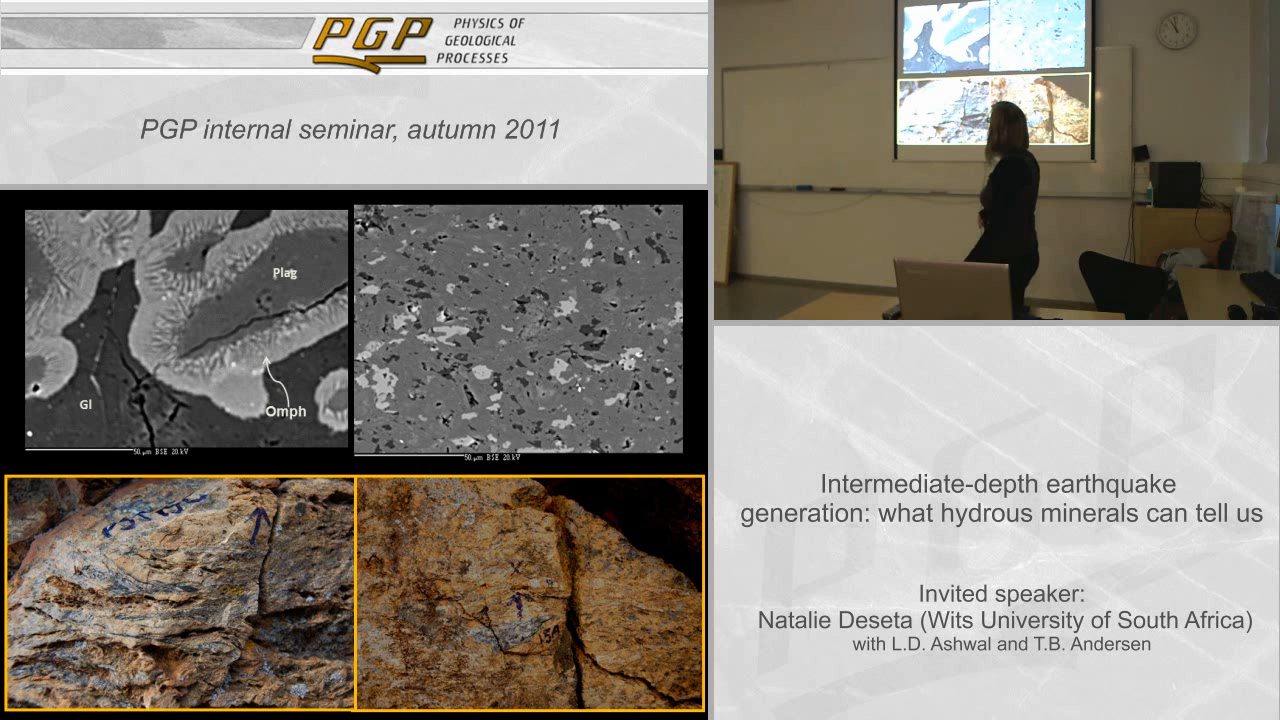 PGP
PHYSICS OF
GEOLOGICAL
PROCESSES
PGP internal seminar, autumn 2011
Plag
Gl
Omph
50 µm BSE 20 kV
50 µm BSE 20 kV
Intermediate-depth earthquake
generation: what hydrous minerals can tell us
Invited speaker:
Natalie Deseta (Wits University of South Africa)
with L.D. Ashwal and T.B. Andersen